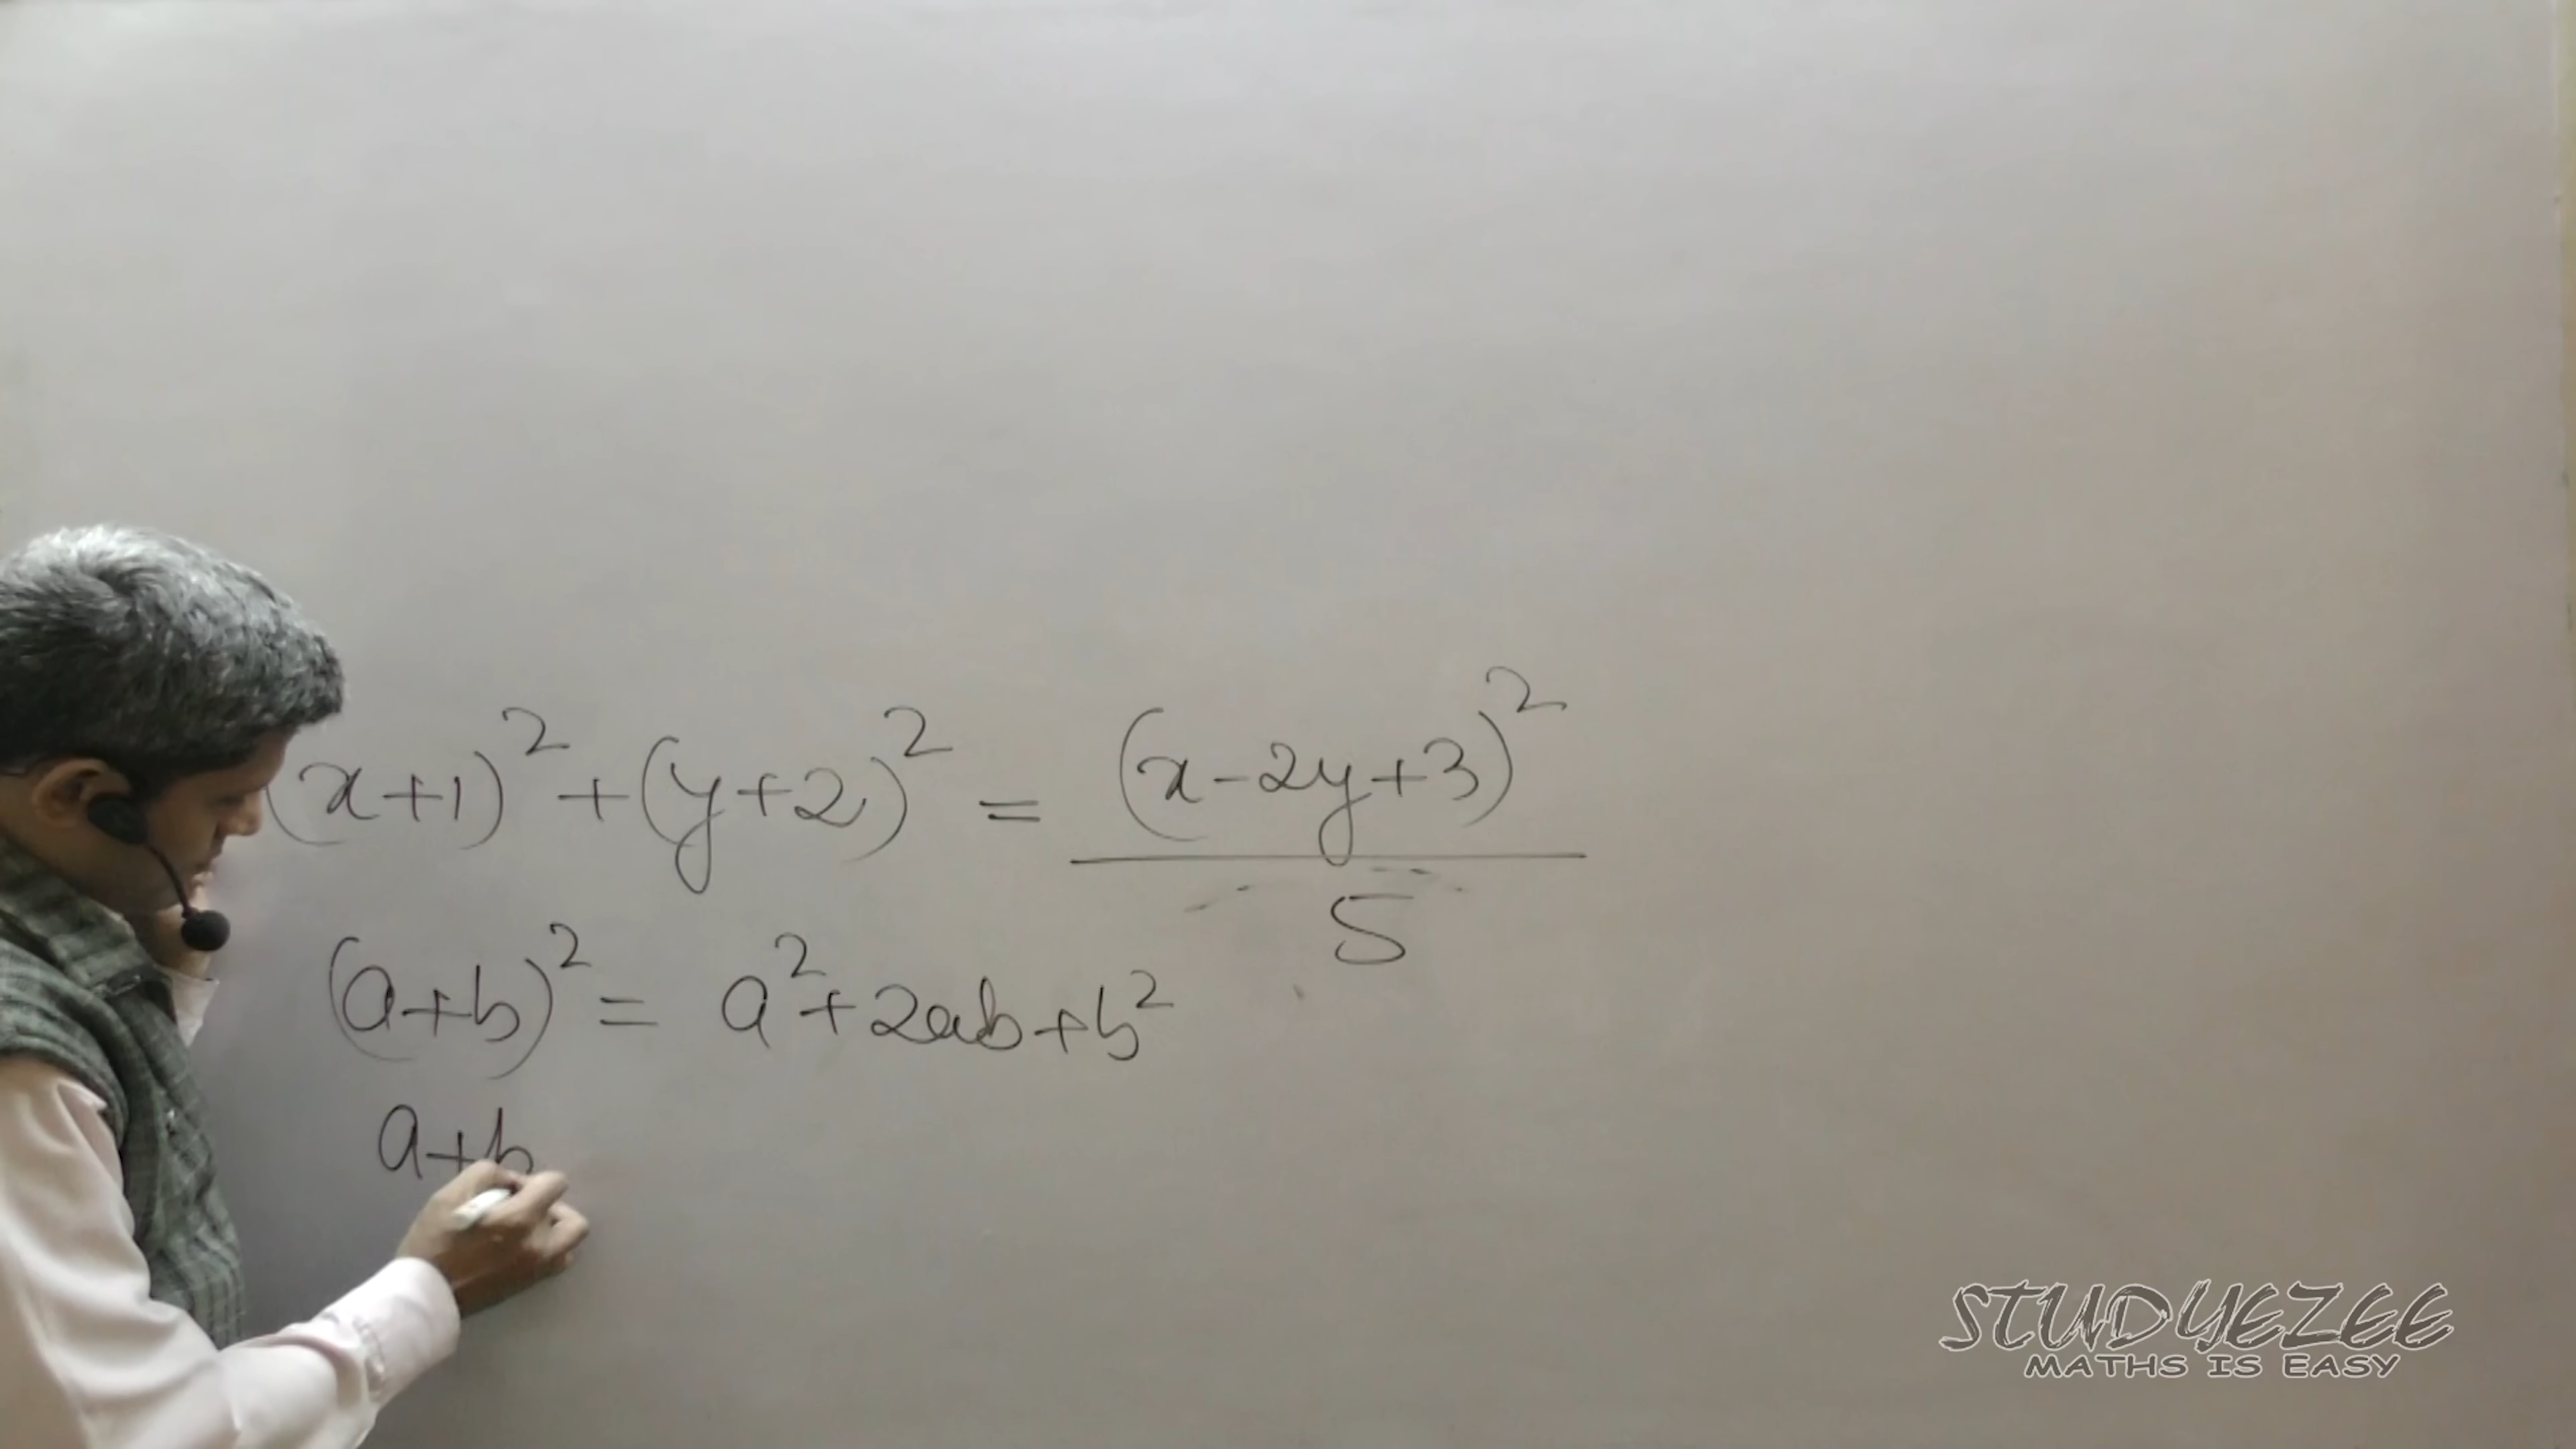 (x+1)² + (y+2)² = (x-2y+3)² / 5
(a+b)² = a² + 2ab + b²
a+b
STUDYEZEE
MATHS IS EASY